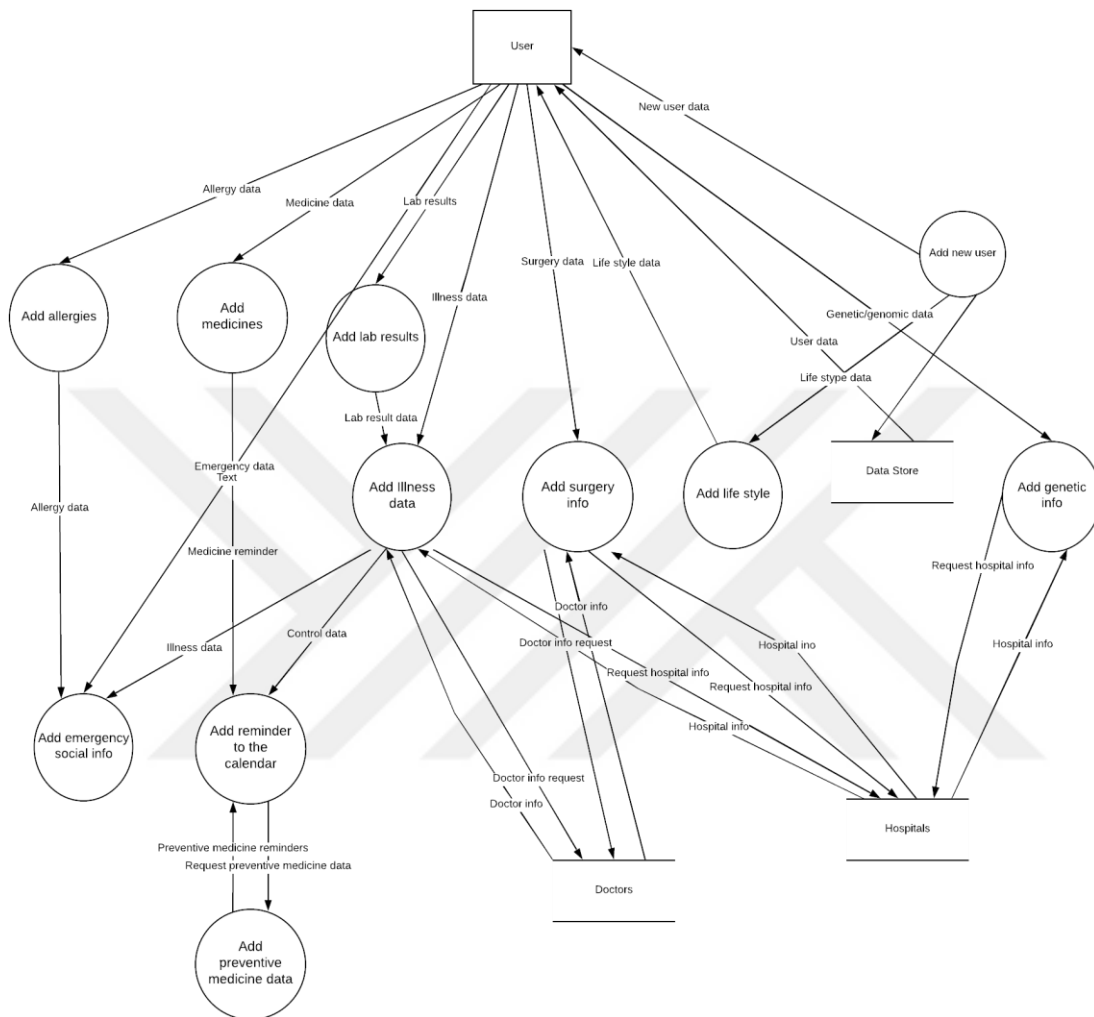 User
New user data
Allergy data
Medicine data
Lab results
Add new user
Surgery data
Life style data
Illness data
Add allergies
Add
medicines
Add lab results
Genetic/genomic data
User data
Life stype data
Lab result data
Emergency data
Text
Add Illness
data
Add surgery
info
Add life style
Data Store
Add genetic
info
Allergy data
Medicine reminder
Request hospital info
Doctor info
Control data
Doctor info request
Hospital ino
Hospital info
Illness data
Request hospital info
Request hospital info
Hospital info
Add emergency
social info
Add reminder
to the
calendar
Doctor info request
Doctor info
Hospitals
Preventive medicine reminders
Request preventive medicine data
Doctors
Add
preventive
medicine data